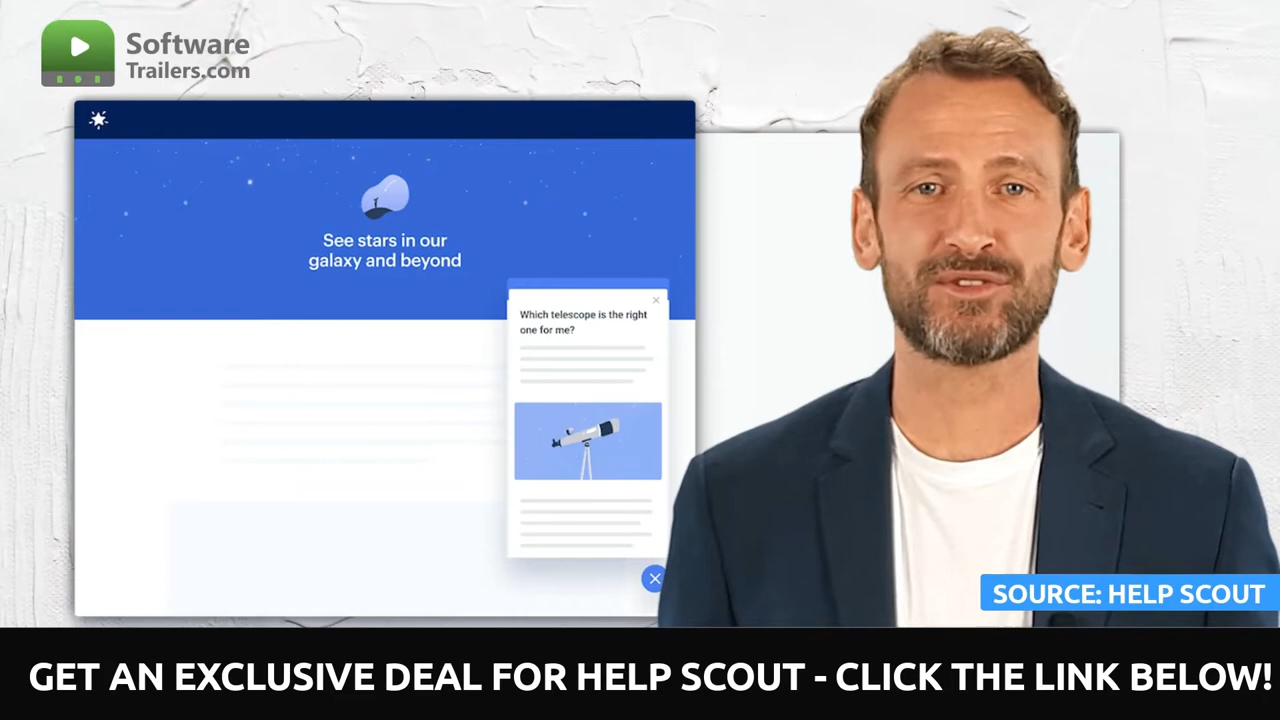 Software
Trailers.com
See stars in our
galaxy and beyond
Which telescope is the right
one for me?
SOURCE: HELP SCOUT
GET AN EXCLUSIVE DEAL FOR HELP SCOUT - CLICK THE LINK BELOW!